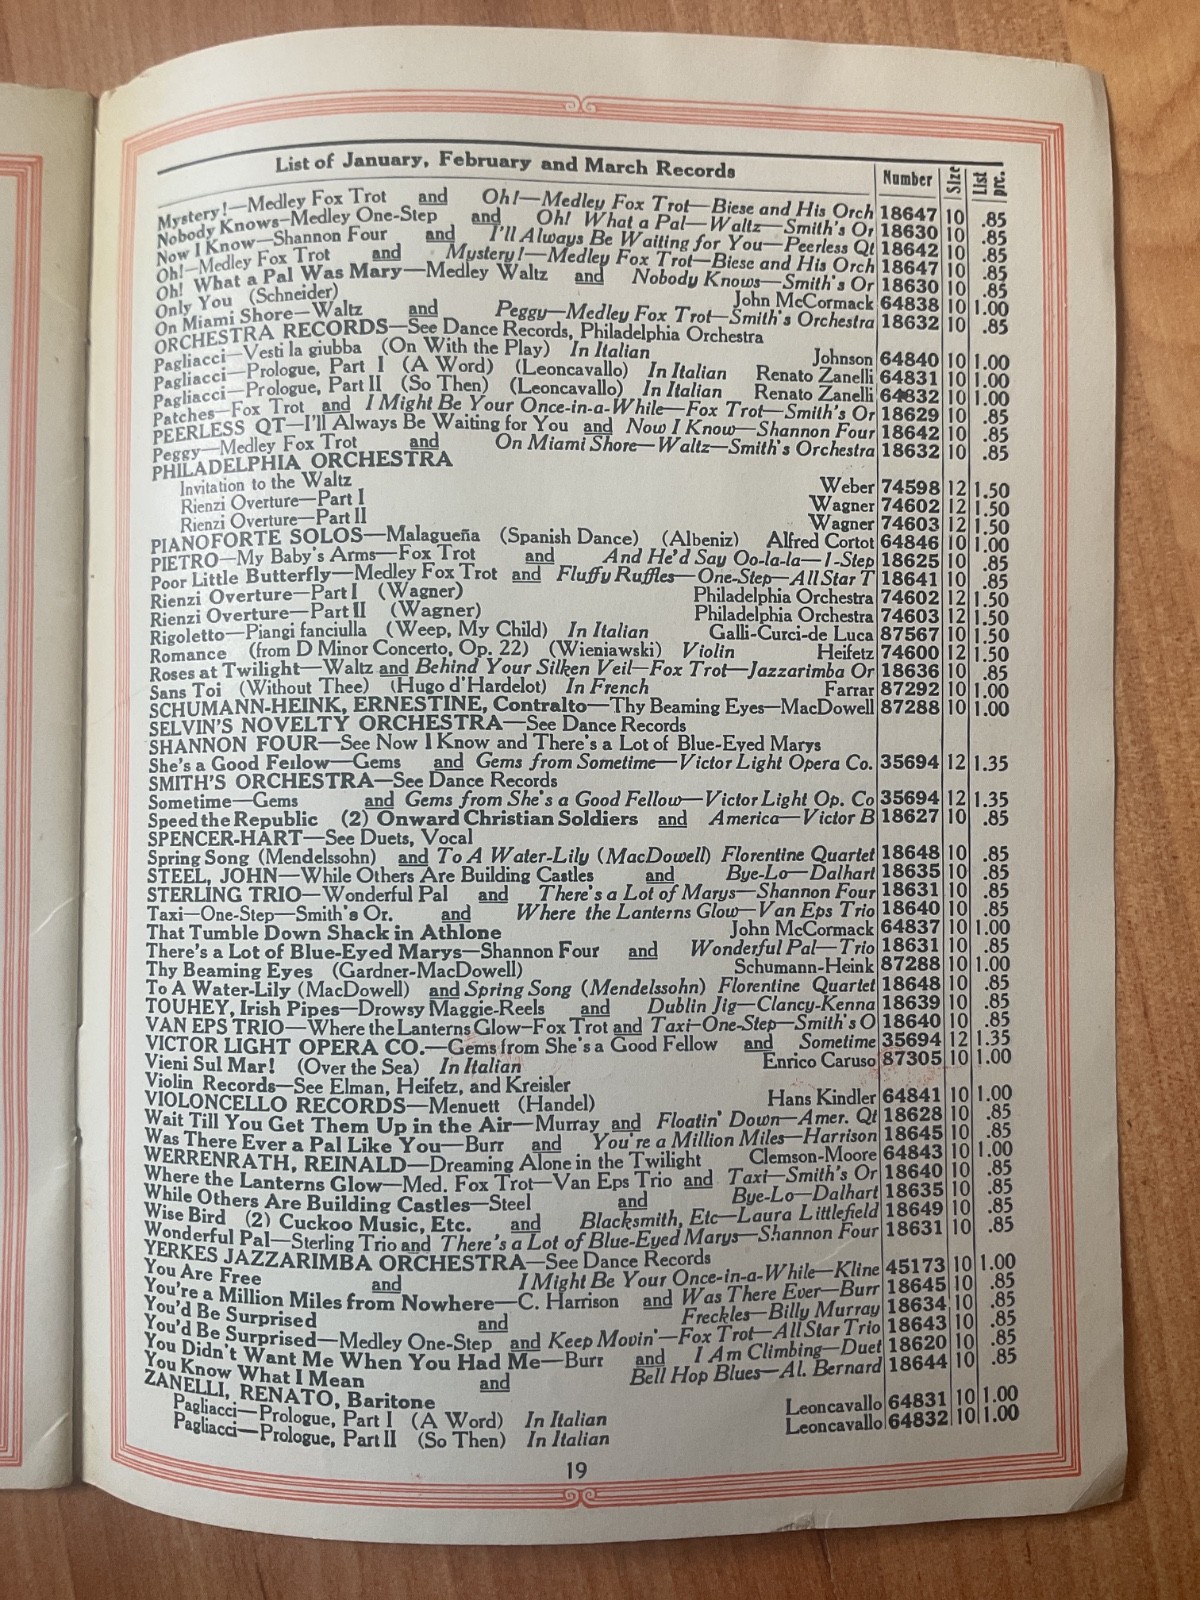 List of January, February and March Records Number Size List prc.
Mystery!—Medley Fox Trot and Oh!—Medley Fox Trot—Biese and His Orch 18647 10 .85
Nobody Knows—Medley One-Step and Oh! What a Pal—Waltz—Smith's Or 18630 10 .85
Now I Know—Shannon Four and I'll Always Be Waiting for You—Peerless Qt 18642 10 .85
Oh!—Medley Fox Trot and Mystery!—Medley Fox Trot—Biese and His Orch 18647 10 .85
Oh! What a Pal Was Mary—Medley Waltz and Nobody Knows—Smith's Or 18630 10 .85
Only You (Schneider) John McCormack 64838 10 1.00
On Miami Shore—Waltz and Peggy—Medley Fox Trot—Smith's Orchestra 18632 10 .85
ORCHESTRA RECORDS—See Dance Records, Philadelphia Orchestra
Pagliacci—Vesti la giubba (On With the Play) In Italian Johnson 64840 10 1.00
Pagliacci—Prologue, Part I (A Word) (Leoncavallo) In Italian Renato Zanelli 64831 10 1.00
Pagliacci—Prologue, Part II (So Then) (Leoncavallo) In Italian Renato Zanelli 64832 10 1.00
Patches—Fox Trot and I Might Be Your Once-in-a-While—Fox Trot—Smith's Or 18629 10 .85
PEERLESS QT—I'll Always Be Waiting for You and Now I Know—Shannon Four 18642 10 .85
Peggy—Medley Fox Trot and On Miami Shore—Waltz—Smith's Orchestra 18632 10 .85
PHILADELPHIA ORCHESTRA
Invitation to the Waltz Weber 74598 12 1.50
Rienzi Overture—Part I Wagner 74602 12 1.50
Rienzi Overture—Part II Wagner 74603 12 1.50
PIANOFORTE SOLOS—Malagueña (Spanish Dance) (Albeniz) Alfred Cortot 64846 10 1.00
PIETRO—My Baby's Arms—Fox Trot and And He'd Say Oo-la-la—1-Step 18625 10 .85
Poor Little Butterfly—Medley Fox Trot and Fluffy Ruffles—One-Step—All Star T 18641 10 .85
Rienzi Overture—Part I (Wagner) Philadelphia Orchestra 74602 12 1.50
Rienzi Overture—Part II (Wagner) Philadelphia Orchestra 74603 12 1.50
Rigoletto—Piangi fanciulla (Weep, My Child) In Italian Galli-Curci-de Luca 87567 10 1.50
Romance (from D Minor Concerto, Op. 22) (Wieniawski) Violin Heifetz 74600 12 1.50
Roses at Twilight—Waltz and Behind Your Silken Veil—Fox Trot—Jazzarimba Or 18636 10 .85
Sans Toi (Without Thee) (Hugo d'Hardelot) In French Farrar 87292 10 1.00
SCHUMANN-HEINK, ERNESTINE, Contralto—Thy Beaming Eyes—MacDowell 87288 10 1.00
SELVIN'S NOVELTY ORCHESTRA—See Dance Records
SHANNON FOUR—See Now I Know and There's a Lot of Blue-Eyed Marys
She's a Good Fellow—Gems and Gems from Sometime—Victor Light Opera Co. 35694 12 1.35
SMITH'S ORCHESTRA—See Dance Records
Sometime—Gems and Gems from She's a Good Fellow—Victor Light Op. Co 35694 12 1.35
Speed the Republic (2) Onward Christian Soldiers and America—Victor B 18627 10 .85
SPENCER-HART—See Duets, Vocal
Spring Song (Mendelssohn) and To A Water-Lily (MacDowell) Florentine Quartet 18648 10 .85
STEEL, JOHN—While Others Are Building Castles and Bye-Lo—Dalhart 18635 10 .85
STERLING TRIO—Wonderful Pal and There's a Lot of Marys—Shannon Four 18631 10 .85
Taxi—One-Step—Smith's Or. and Where the Lanterns Glow—Van Eps Trio 18640 10 .85
That Tumble Down Shack in Athlone John McCormack 64837 10 1.00
There's a Lot of Blue-Eyed Marys—Shannon Four and Wonderful Pal—Trio 18631 10 .85
Thy Beaming Eyes (Gardner-MacDowell) Schumann-Heink 87288 10 1.00
To A Water-Lily (MacDowell) and Spring Song (Mendelssohn) Florentine Quartet 18648 10 .85
TOUHEY, Irish Pipes—Drowsy Maggie-Reels and Dublin Jig—Clancy-Kenna 18639 10 .85
VAN EPS TRIO—Where the Lanterns Glow—Fox Trot and Taxi—One-Step—Smith's O 18640 10 .85
VICTOR LIGHT OPERA CO.—Gems from She's a Good Fellow and Sometime 35694 12 1.35
Vieni Sul Mar! (Over the Sea) In Italian Enrico Caruso 87305 10 1.00
Violin Records—See Elman, Heifetz, and Kreisler
VIOLONCELLO RECORDS—Menuett (Handel) Hans Kindler 64841 10 1.00
Wait Till You Get Them Up in the Air—Murray and Floatin' Down—Amer. Qt 18628 10 .85
Was There Ever a Pal Like You—Burr and You're a Million Miles—Harrison 18645 10 .85
WERRENRATH, REINALD—Dreaming Alone in the Twilight Clemson-Moore 64843 10 1.00
Where the Lanterns Glow—Med. Fox Trot—Van Eps Trio and Taxi—Smith's Or 18640 10 .85
While Others Are Building Castles—Steel and Bye-Lo—Dalhart 18635 10 .85
Wise Bird (2) Cuckoo Music, Etc. and Blacksmith, Etc—Laura Littlefield 18649 10 .85
Wonderful Pal—Sterling Trio and There's a Lot of Blue-Eyed Marys—Shannon Four 18631 10 .85
YERKES JAZZARIMBA ORCHESTRA—See Dance Records
You Are Free and I Might Be Your Once-in-a-While—Kline 45173 10 1.00
You're a Million Miles from Nowhere—C. Harrison and Was There Ever—Burr 18645 10 .85
You'd Be Surprised and Freckles—Billy Murray 18634 10 .85
You'd Be Surprised—Medley One-Step and Keep Movin'—Fox Trot—All Star Trio 18643 10 .85
You Didn't Want Me When You Had Me—Burr and I Am Climbing—Duet 18620 10 .85
You Know What I Mean and Bell Hop Blues—Al. Bernard 18644 10 .85
ZANELLI, RENATO, Baritone
Pagliacci—Prologue, Part I (A Word) In Italian Leoncavallo 64831 10 1.00
Pagliacci—Prologue, Part II (So Then) In Italian Leoncavallo 64832 10 1.00
19